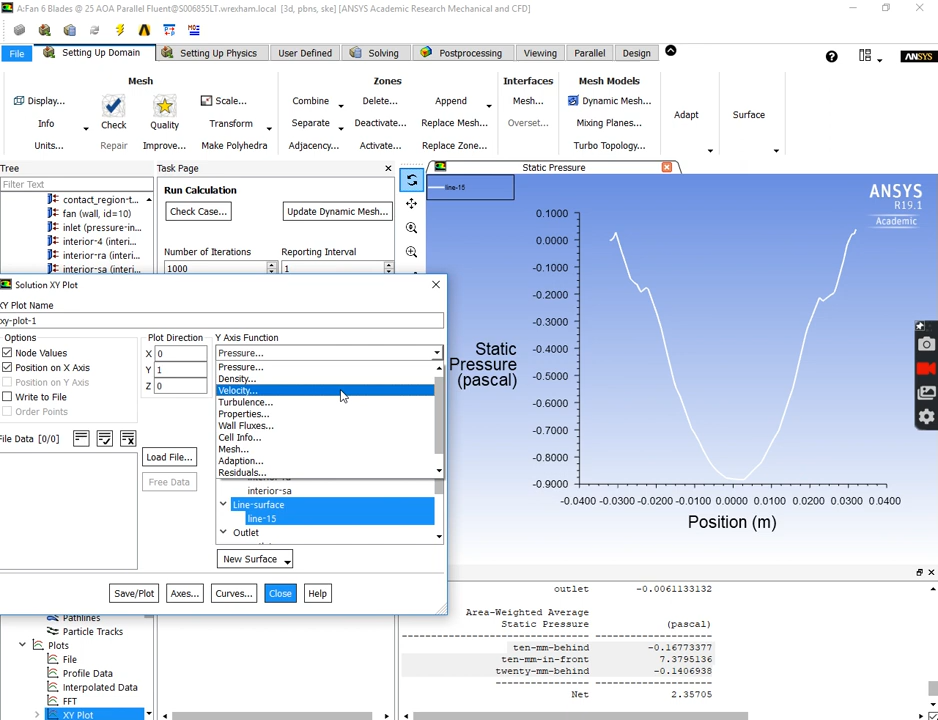 A:Fan 6 Blades @ 25 AOA Parallel Fluent@S006855LT.wrexham.local [3d, pbns, ske] [ANSYS Academic Research Mechanical and CFD]
File Setting Up Domain Setting Up Physics User Defined Solving Postprocessing Viewing Parallel Design
ANSYS
Mesh
Display...
Info
Units...
Check
Repair
Quality
Improve...
Scale...
Transform
Make Polyhedra
Zones
Combine Delete... Append
Separate Deactivate... Replace Mesh...
Adjacency... Activate... Replace Zone...
Interfaces
Mesh...
Overset...
Mesh Models
Dynamic Mesh...
Mixing Planes...
Turbo Topology...
Adapt
Surface
Tree
Filter Text
contact_region-t...
fan (wall, id=10)
inlet (pressure-in...
interior-4 (interi...
interior-ra (interi...
interior-sa (interi...
Task Page
Run Calculation
Check Case... Update Dynamic Mesh...
Number of Iterations Reporting Interval
1000 1
Solution XY Plot
XY Plot Name
xy-plot-1
Options
Node Values
Position on X Axis
Position on Y Axis
Write to File
Order Points
Plot Direction
X 0
Y 1
Z 0
Y Axis Function
Pressure...
Pressure...
Density...
Velocity...
Turbulence...
Properties...
Wall Fluxes...
Cell Info...
Mesh...
Adaption...
Residuals...
File Data [0/0]
Load File...
Free Data
interior-sa
Line-surface
line-15
Outlet
New Surface
Save/Plot Axes... Curves... Close Help
Pathlines
Particle Tracks
Plots
File
Profile Data
Interpolated Data
FFT
XY Plot
Static Pressure
line-15
ANSYS
R19.1
Academic
0.1000
0.0000
-0.1000
-0.2000
-0.3000
-0.4000
-0.5000
-0.6000
-0.7000
-0.8000
-0.9000
Static
Pressure
(pascal)
-0.0400 -0.0300 -0.0200 -0.0100 0.0000 0.0100 0.0200 0.0300 0.0400
Position (m)
outlet -0.0061133132
Area-Weighted Average
Static Pressure (pascal)
ten-mm-behind -0.16773377
ten-mm-in-front 7.3795136
twenty-mm-behind -0.1406938
Net 2.35705